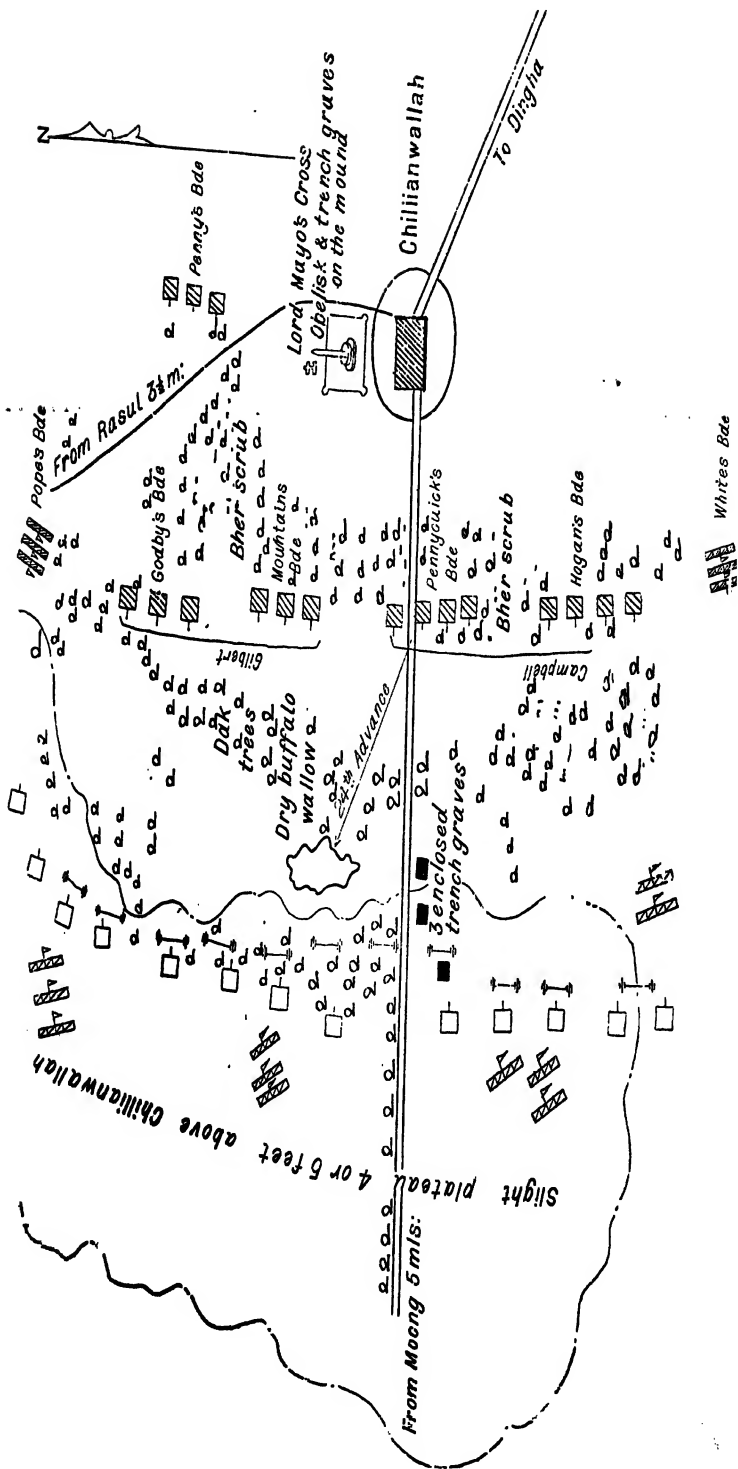 N
Pope's Bde
From Rasul 3½m:
Penny's Bde
Lord Mayo's Cross
Obelisk & trench graves
on the mound
Chillianwallah
To Dingha
Godby's Bde
Bher scrub
Mountains
Bde
Gilbert
Dak
trees
Dry buffalo
wallow
24th Advance
Pennycuick's
Bde
Bher scrub
Hogan's Bde
Campbell
Whites Bde
3 enclosed
trench graves
Slight plateau 4 or 5 feet above Chillianwallah
From Moong 5 mls: